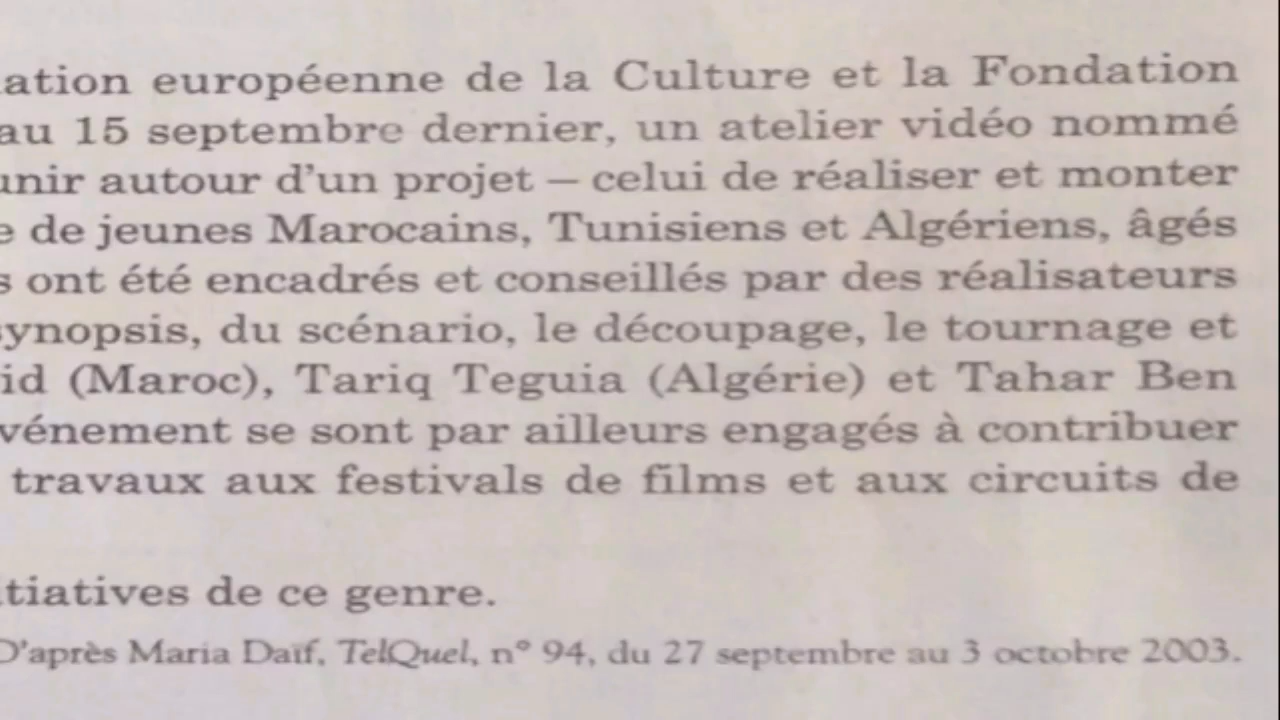 ation européenne de la Culture et la Fondation
au 15 septembre dernier, un atelier vidéo nommé
unir autour d'un projet – celui de réaliser et monter
e de jeunes Marocains, Tunisiens et Algériens, âgés
s ont été encadrés et conseillés par des réalisateurs
synopsis, du scénario, le découpage, le tournage et
id (Maroc), Tariq Teguia (Algérie) et Tahar Ben
vénement se sont par ailleurs engagés à contribuer
travaux aux festivals de films et aux circuits de
tiatives de ce genre.
D'après Maria Daïf, TelQuel, n° 94, du 27 septembre au 3 octobre 2003.